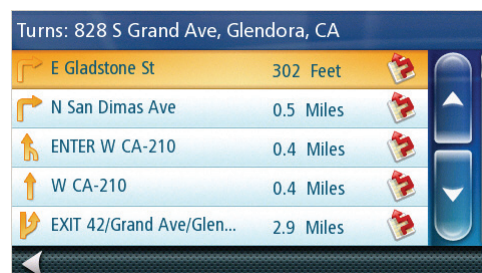 Turns: 828 S Grand Ave, Glendora, CA
E Gladstone St 302 Feet
N San Dimas Ave 0.5 Miles
ENTER W CA-210 0.4 Miles
W CA-210 0.4 Miles
EXIT 42/Grand Ave/Glen... 2.9 Miles